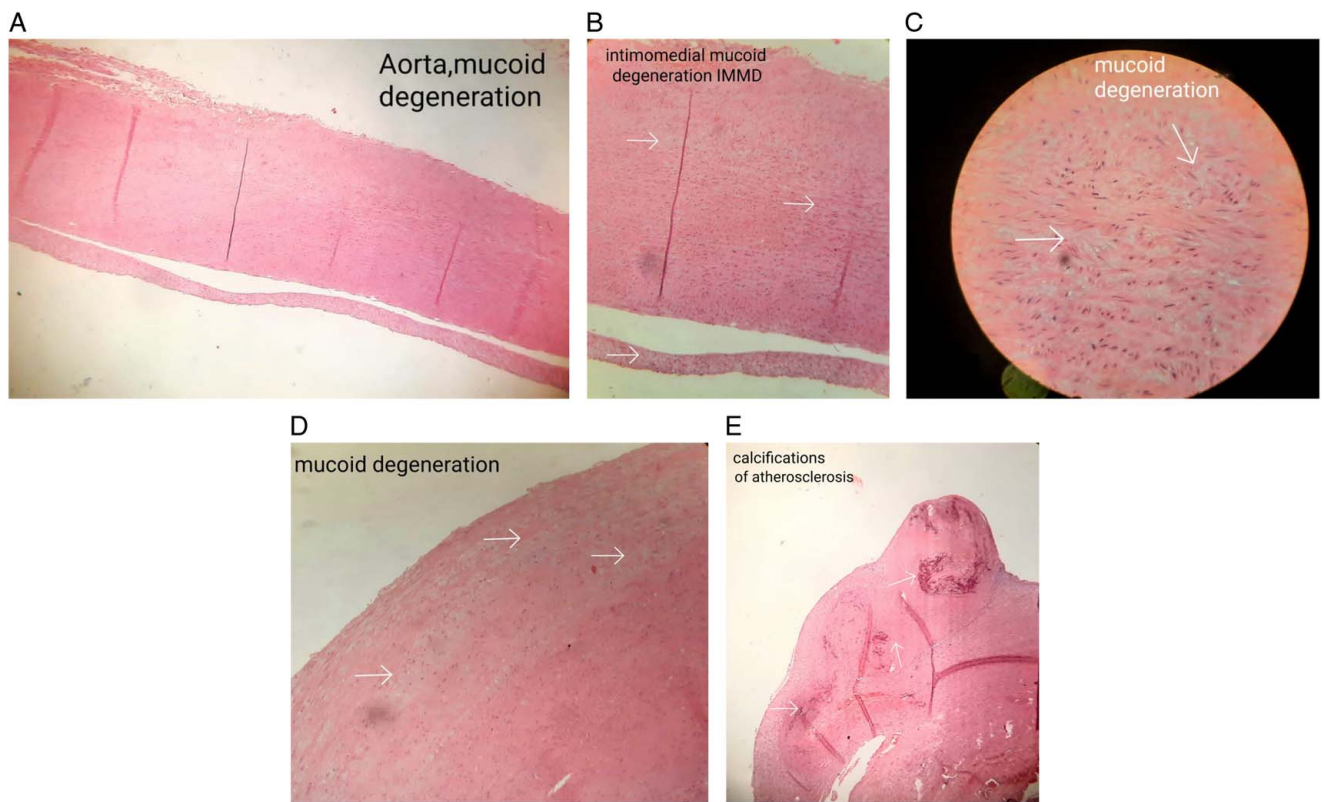 A
Aorta,mucoid
degeneration
B
intimomedial mucoid
degeneration IMMD
C
mucoid
degeneration
D
mucoid degeneration
E
calcifications
of atherosclerosis